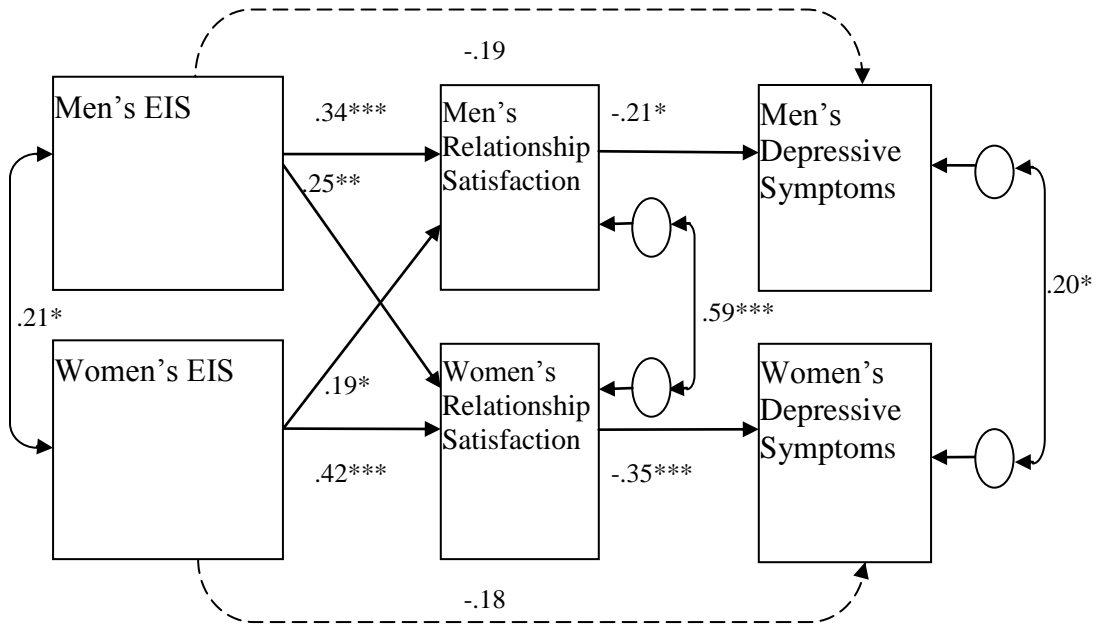 -.19
Men’s EIS
.34***
Men’s
Relationship
Satisfaction
-.21*
Men’s
Depressive
Symptoms
.25**
.21*
.59***
.20*
Women’s EIS
.19*
Women’s
Relationship
Satisfaction
Women’s
Depressive
Symptoms
.42***
-.35***
-.18